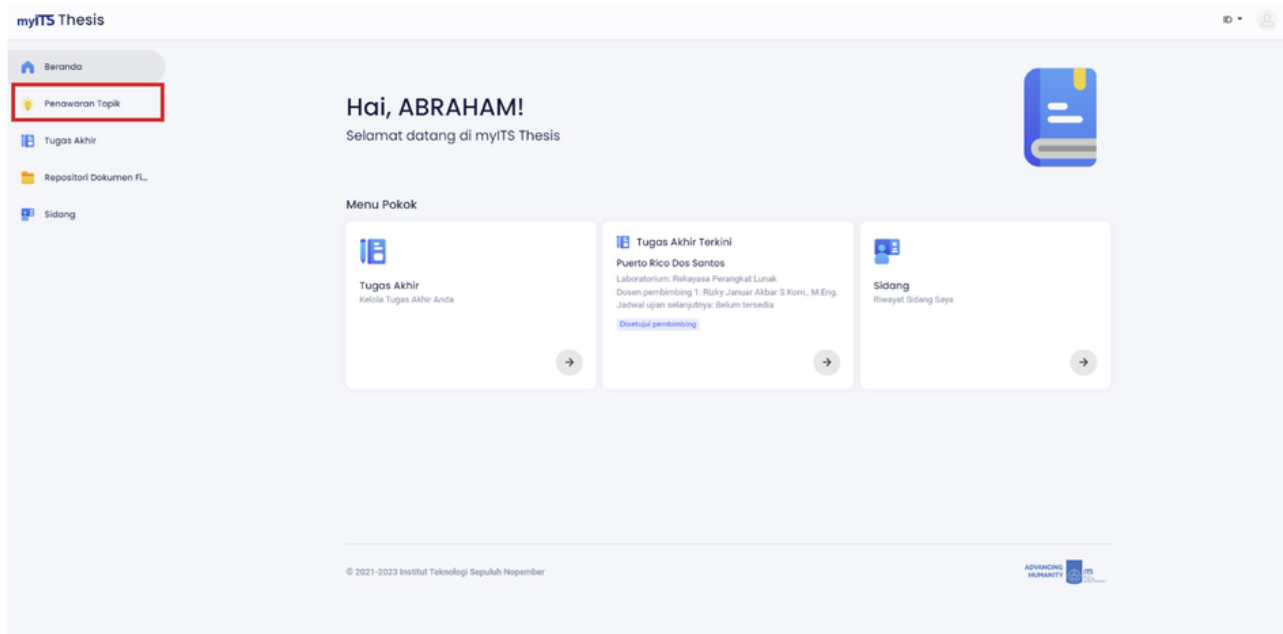 myITS Thesis
ID
Beranda
Penawaran Topik
Tugas Akhir
Repositori Dokumen Fi...
Sidang
Hai, ABRAHAM!
Selamat datang di myITS Thesis
Menu Pokok
Tugas Akhir
Kelola Tugas Akhir Anda
Tugas Akhir Terkini
Puerto Rico Dos Santos
Laboratorium: Rekayasa Perangkat Lunak
Dosen pembimbing 1: Rizky Januar Akbar S.Kom., M.Eng.
Jadwal ujian selanjutnya: Belum tersedia
Disetujui pembimbing
Sidang
Riwayat Sidang Saya
© 2021-2023 Institut Teknologi Sepuluh Nopember
ADVANCING
HUMANITY
ITS